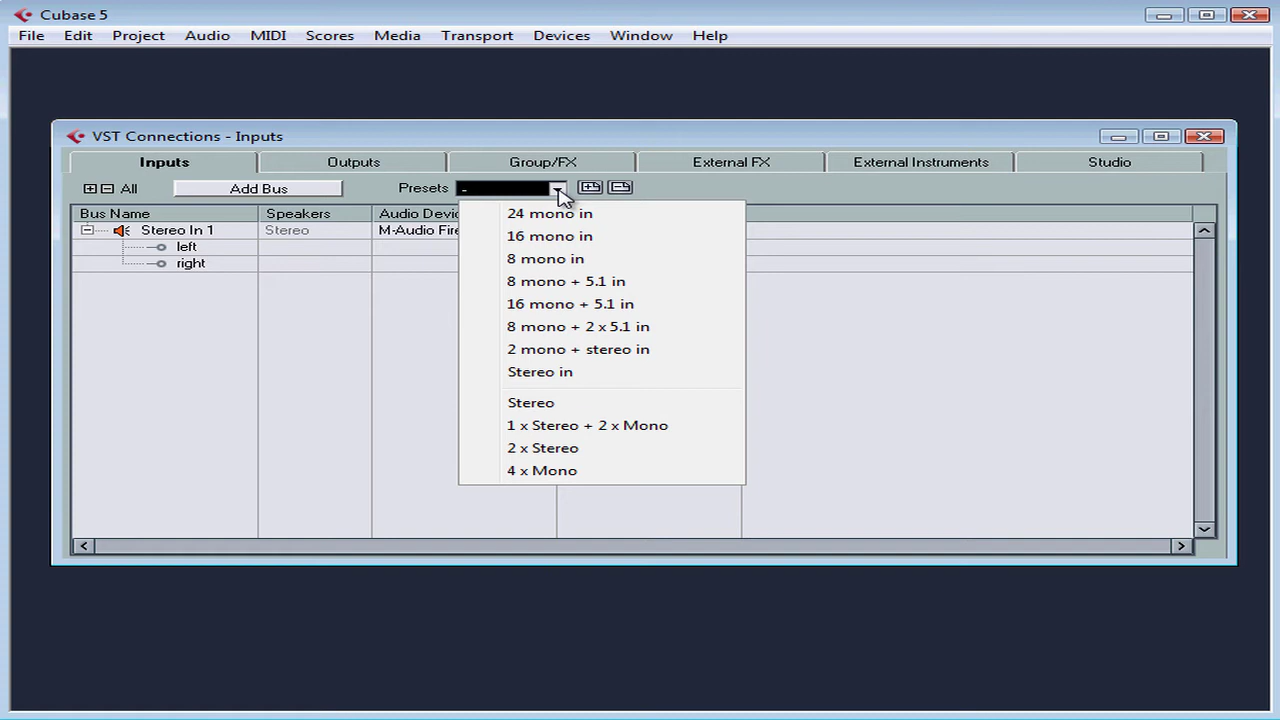 Cubase 5
File Edit Project Audio MIDI Scores Media Transport Devices Window Help
VST Connections - Inputs
Inputs Outputs Group/FX External FX External Instruments Studio
All Add Bus Presets -
Bus Name Speakers Audio Devi
Stereo In 1 Stereo M-Audio Fire
left
right
24 mono in
16 mono in
8 mono in
8 mono + 5.1 in
16 mono + 5.1 in
8 mono + 2 x 5.1 in
2 mono + stereo in
Stereo in
Stereo
1 x Stereo + 2 x Mono
2 x Stereo
4 x Mono